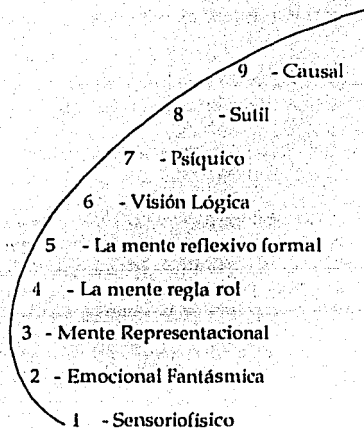 9 - Causal
8 - Sutil
7 - Psíquico
6 - Visión Lógica
5 - La mente reflexivo formal
4 - La mente regla rol
3 - Mente Representacional
2 - Emocional Fantásmica
1 - Sensoriofísico